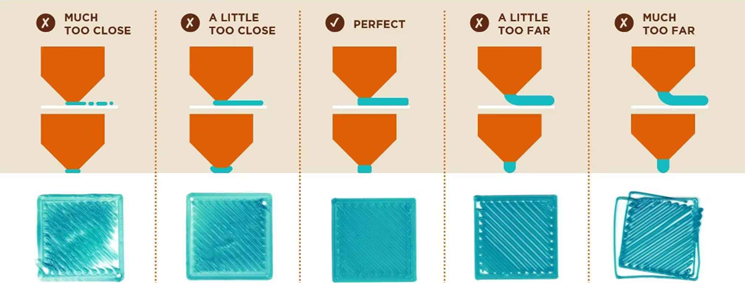 MUCH
TOO CLOSE
A LITTLE
TOO CLOSE
PERFECT
A LITTLE
TOO FAR
MUCH
TOO FAR